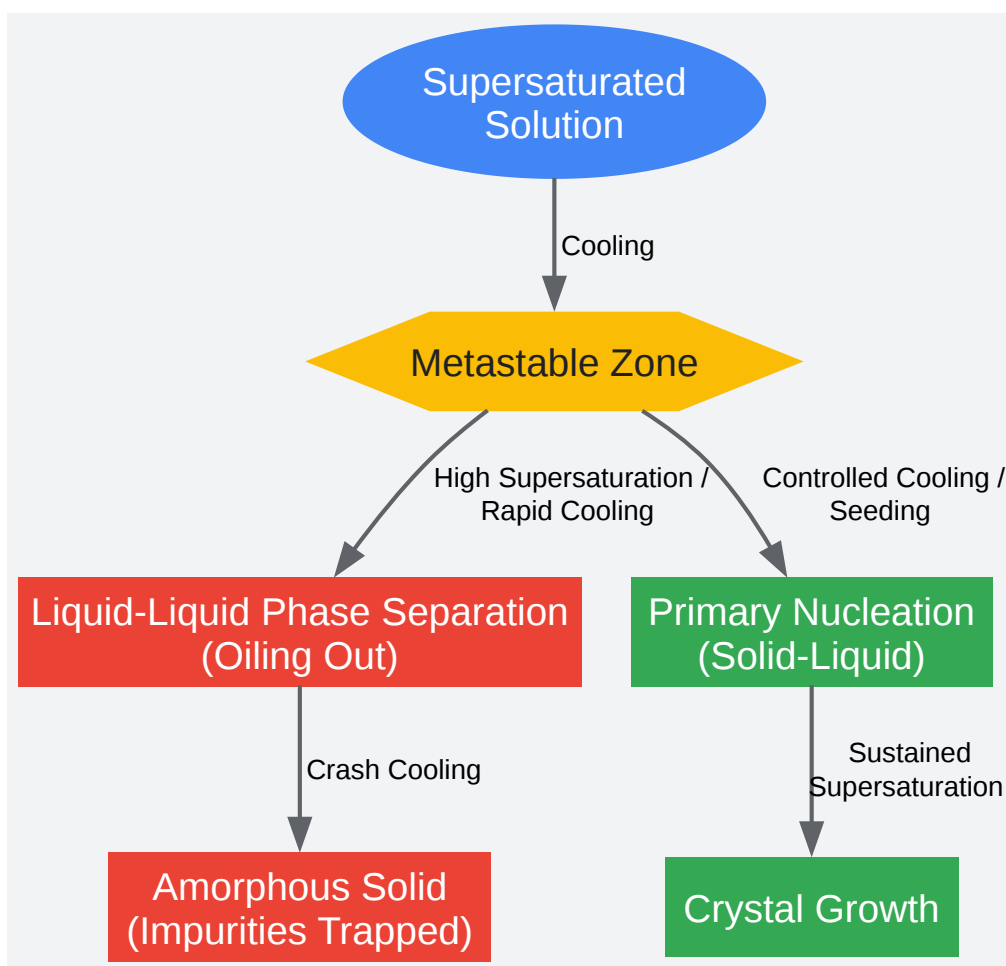 Supersaturated
Solution
Cooling
Metastable Zone
High Supersaturation /
Rapid Cooling
Controlled Cooling /
Seeding
Liquid-Liquid Phase Separation
(Oiling Out)
Primary Nucleation
(Solid-Liquid)
Crash Cooling
Sustained
Supersaturation
Amorphous Solid
(Impurities Trapped)
Crystal Growth